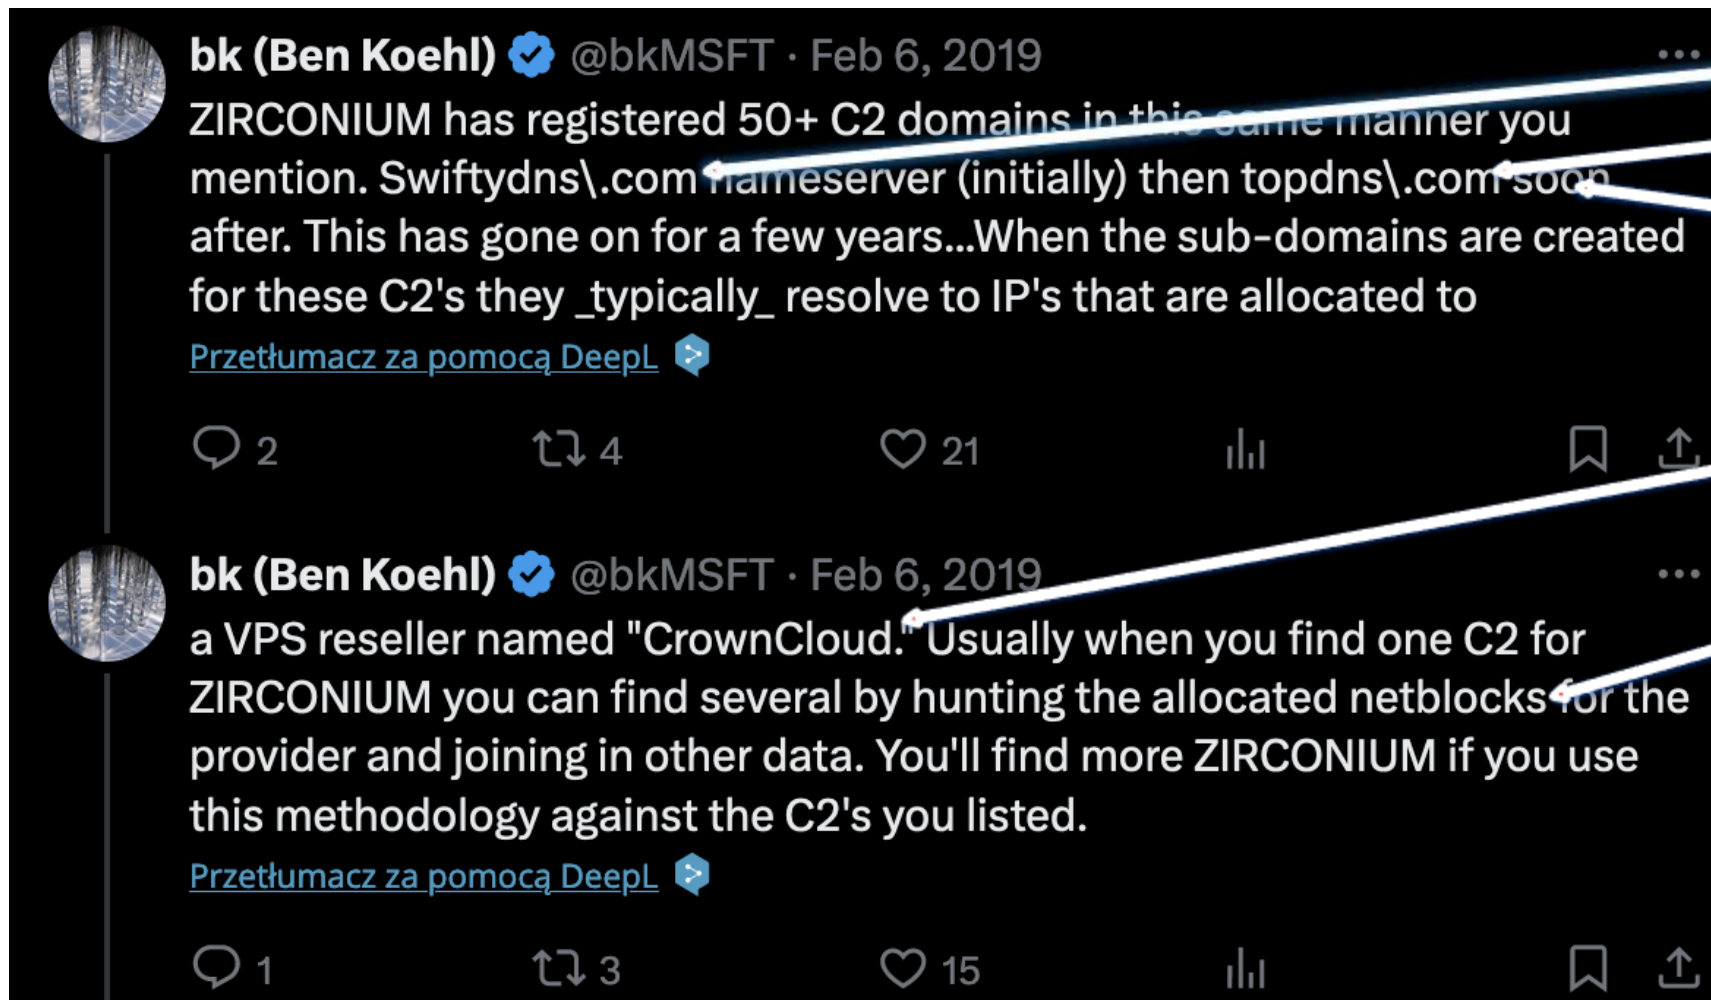 bk (Ben Koehl) @bkMSFT · Feb 6, 2019
ZIRCONIUM has registered 50+ C2 domains in this same manner you
mention. Swiftydns\.com nameserver (initially) then topdns\.com soon
after. This has gone on for a few years...When the sub-domains are created
for these C2's they _typically_ resolve to IP's that are allocated to
Przetłumacz za pomocą DeepL
2 4 21
bk (Ben Koehl) @bkMSFT · Feb 6, 2019
a VPS reseller named "CrownCloud." Usually when you find one C2 for
ZIRCONIUM you can find several by hunting the allocated netblocks for the
provider and joining in other data. You'll find more ZIRCONIUM if you use
this methodology against the C2's you listed.
Przetłumacz za pomocą DeepL
1 3 15